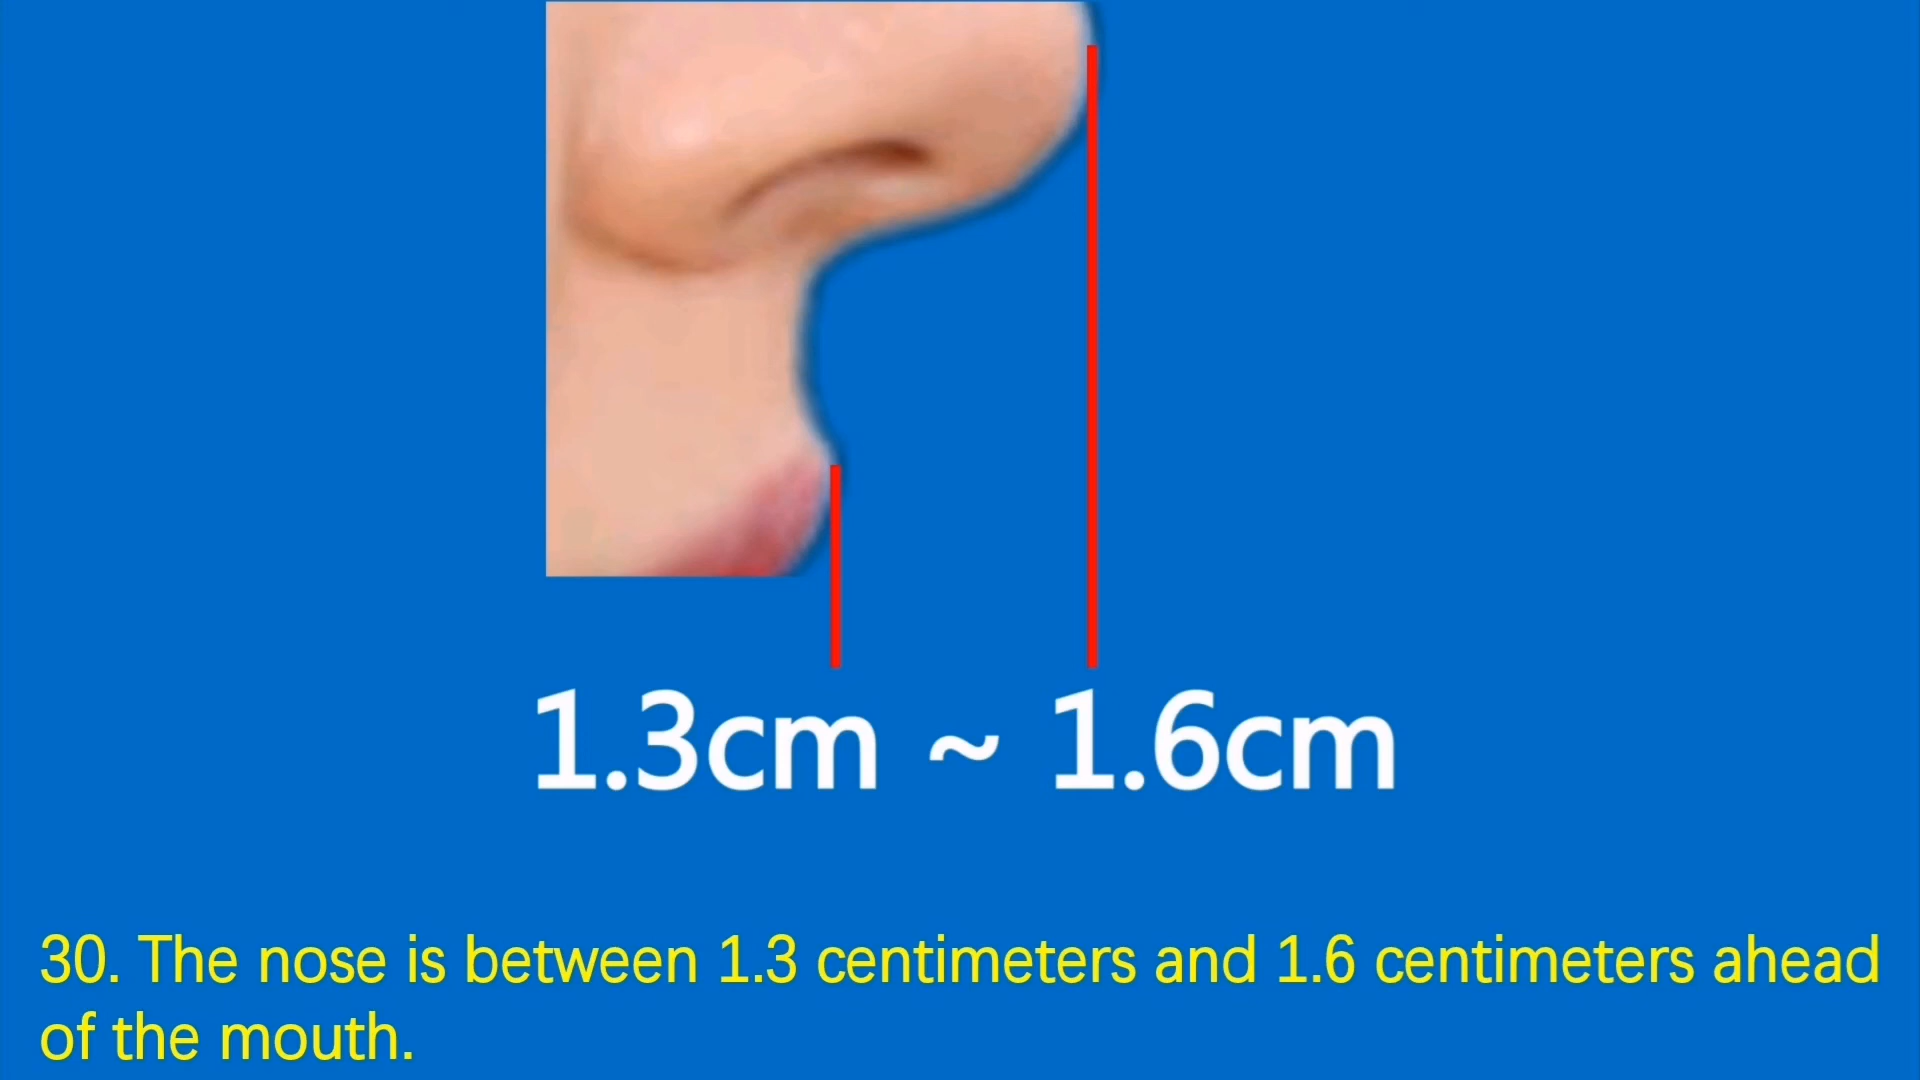 1.3cm ~ 1.6cm
30. The nose is between 1.3 centimeters and 1.6 centimeters ahead
of the mouth.